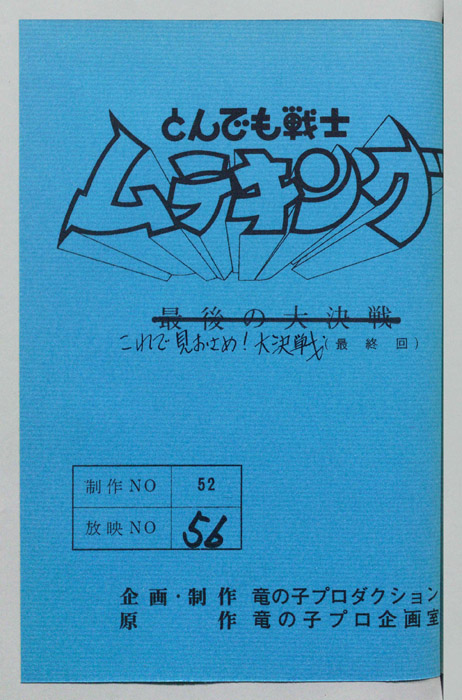 とんでも戦士
ムテキング
最後の大決戦
これで見おさめ!大決戦(最終回)
制作NO 52
放映NO 56
企画・制作 竜の子プロダクション
原作 竜の子プロ企画室